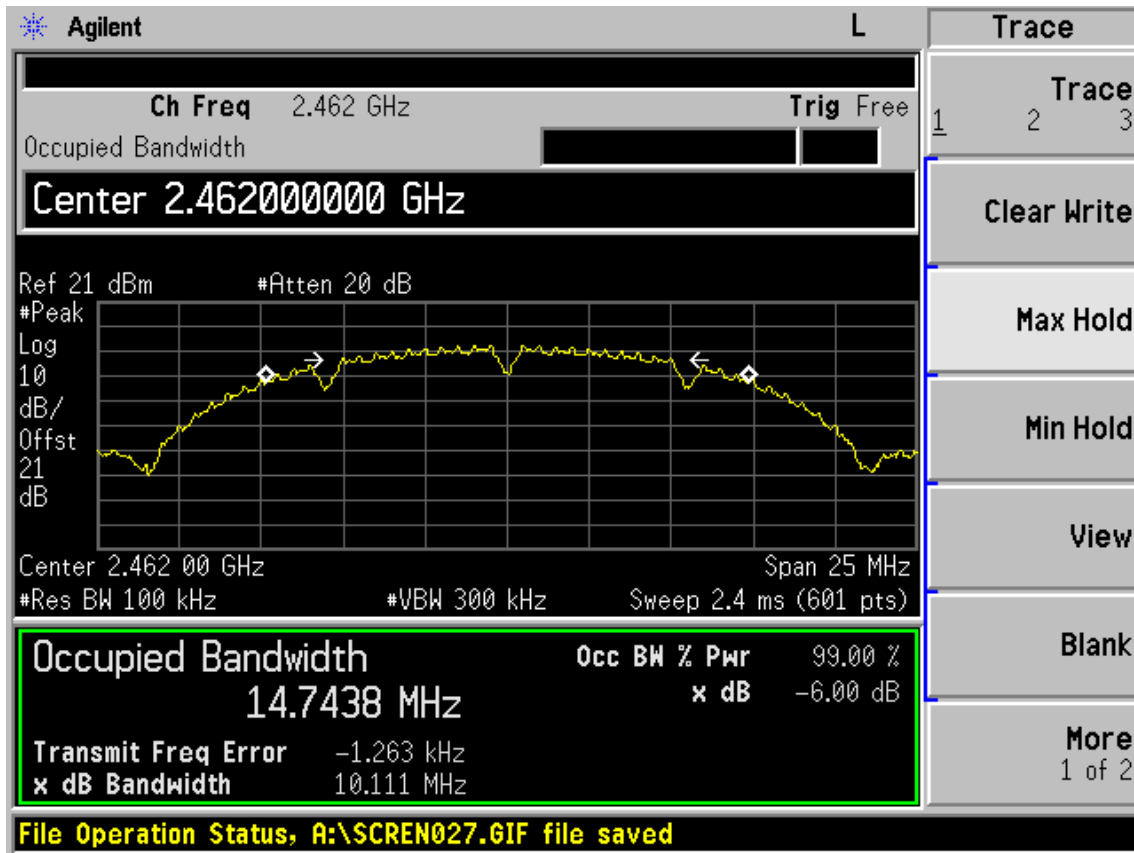 Agilent L Trace
Ch Freq 2.462 GHz Trig Free
Occupied Bandwidth
Center 2.462000000 GHz
Ref 21 dBm #Atten 20 dB
#Peak
Log
10
dB/
Offst
21
dB
Center 2.462 00 GHz Span 25 MHz
#Res BW 100 kHz #VBW 300 kHz Sweep 2.4 ms (601 pts)
Occupied Bandwidth Occ BW % Pwr 99.00 %
14.7438 MHz x dB -6.00 dB
Transmit Freq Error -1.263 kHz
x dB Bandwidth 10.111 MHz
File Operation Status, A:\SCREN027.GIF file saved
Trace
1 2 3
Clear Write
Max Hold
Min Hold
View
Blank
More
1 of 2